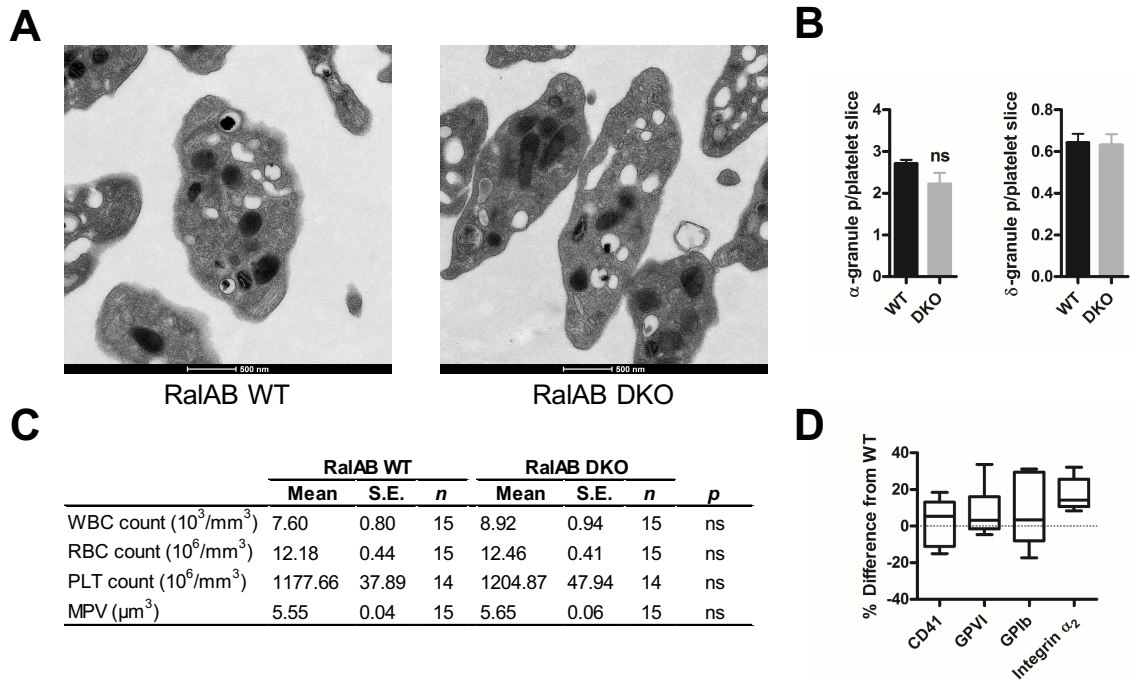 A
500 nm
RalAB WT
500 nm
RalAB DKO
B
α-granule p/platelet slice
4
3
2
1
0
ns
WT
DKO
δ-granule p/platelet slice
0.8
0.6
0.4
0.2
0.0
WT
DKO
C
RalAB WT RalAB DKO
Mean S.E. n Mean S.E. n p
WBC count (10³/mm³) 7.60 0.80 15 8.92 0.94 15 ns
RBC count (10⁶/mm³) 12.18 0.44 15 12.46 0.41 15 ns
PLT count (10⁶/mm³) 1177.66 37.89 14 1204.87 47.94 14 ns
MPV (µm³) 5.55 0.04 15 5.65 0.06 15 ns
D
% Difference from WT
40
20
0
-20
-40
CD41
GPVI
GPIb
Integrin α₂